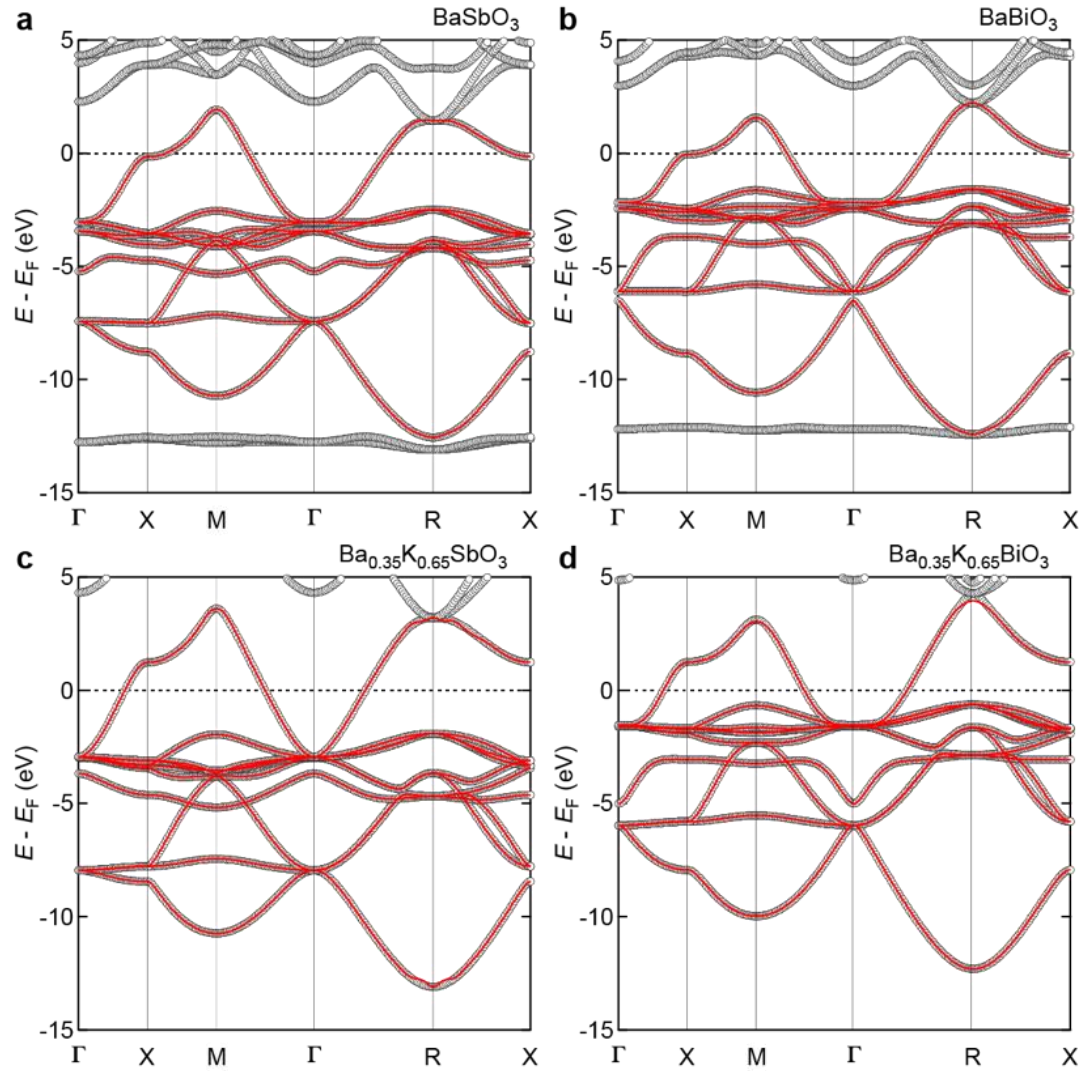 a BaSbO3
5
0
-5
-10
-15
E - EF (eV)
Γ X M Γ R X
b BaBiO3
5
0
-5
-10
-15
E - EF (eV)
Γ X M Γ R X
c Ba0.35K0.65SbO3
5
0
-5
-10
-15
E - EF (eV)
Γ X M Γ R X
d Ba0.35K0.65BiO3
5
0
-5
-10
-15
E - EF (eV)
Γ X M Γ R X